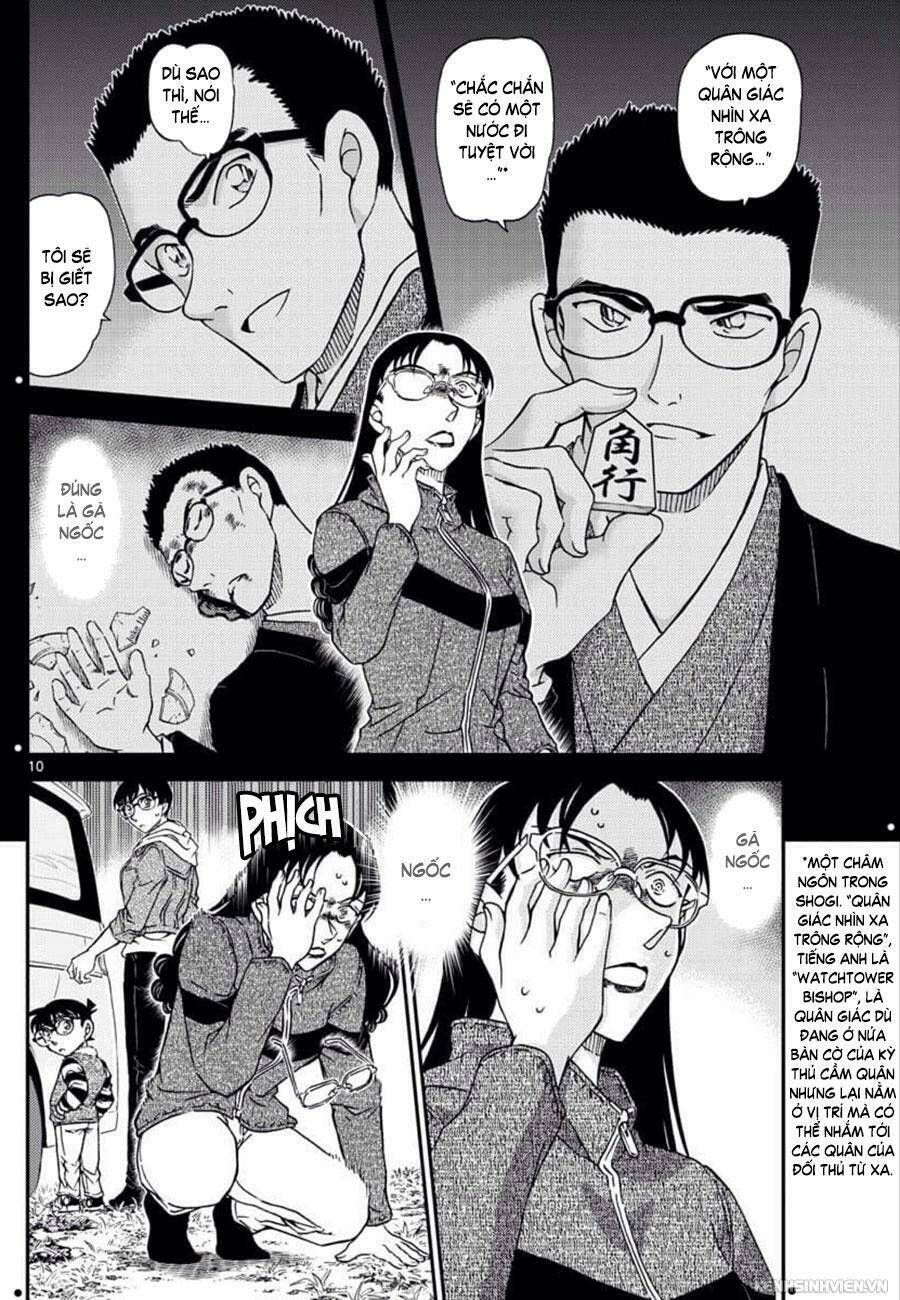 "VỚI MỘT
QUÂN GIÁC
NHÌN XA
TRÔNG
RỘNG..."
"CHẮC CHẮN
SẼ CÓ MỘT
NƯỚC ĐI
TUYỆT VỜI
..."*
DÙ SAO
THÌ, NÓI
THẾ...
TÔI SẼ
BỊ GIẾT
SAO?
角行
ĐÚNG
LÀ GÃ
NGỐC
...
10
GÃ
NGỐC
...
NGỐC
...
PHỊCH
*MỘT CHÂM
NGÔN TRONG
SHOGI. "QUÂN
GIÁC NHÌN XA
TRÔNG RỘNG",
TIẾNG ANH LÀ
"WATCHTOWER
BISHOP", LÀ
QUÂN GIÁC DÙ
ĐANG Ở NỬA
BÀN CỜ CỦA KỲ
THỦ CẦM QUÂN
NHƯNG LẠI NẰM
Ở VỊ TRÍ MÀ CÓ
THỂ NHẮM TỚI
CÁC QUÂN CỦA
ĐỐI THỦ TỪ XA.
KENHSINHVIEN.VN